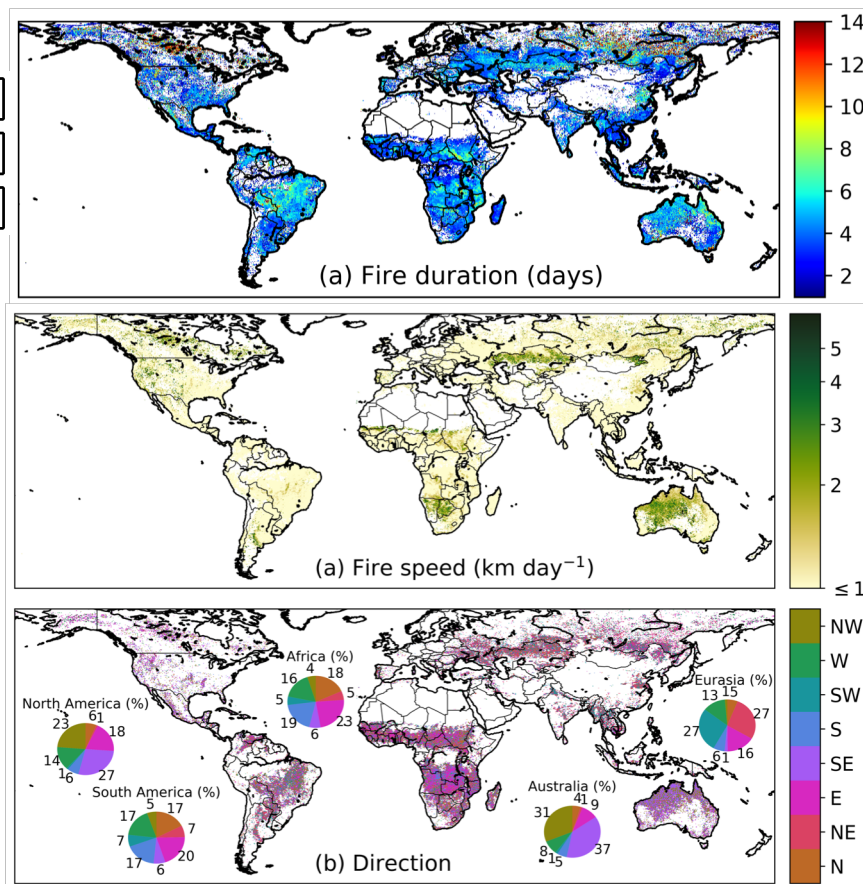 14
12
10
8
6
4
2
(a) Fire duration (days)
5
4
3
2
≤ 1
(a) Fire speed (km day⁻¹)
NW
W
SW
S
SE
E
NE
N
Africa (%)
4
18
16
5
5
19
23
6
North America (%)
61
23
18
14
16
27
South America (%)
5
17
17
7
7
17
20
6
Eurasia (%)
13
15
27
27
61
16
Australia (%)
41
31
9
8
15
37
(b) Direction